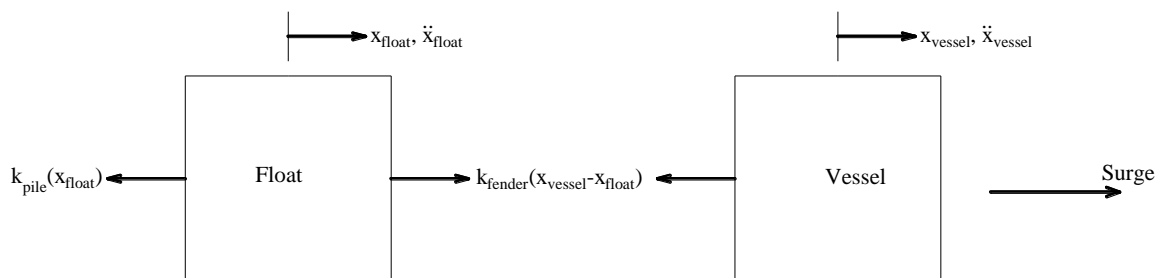 x_float, ẍ_float
x_vessel, ẍ_vessel
k_pile(x_float)
Float
k_fender(x_vessel-x_float)
Vessel
Surge